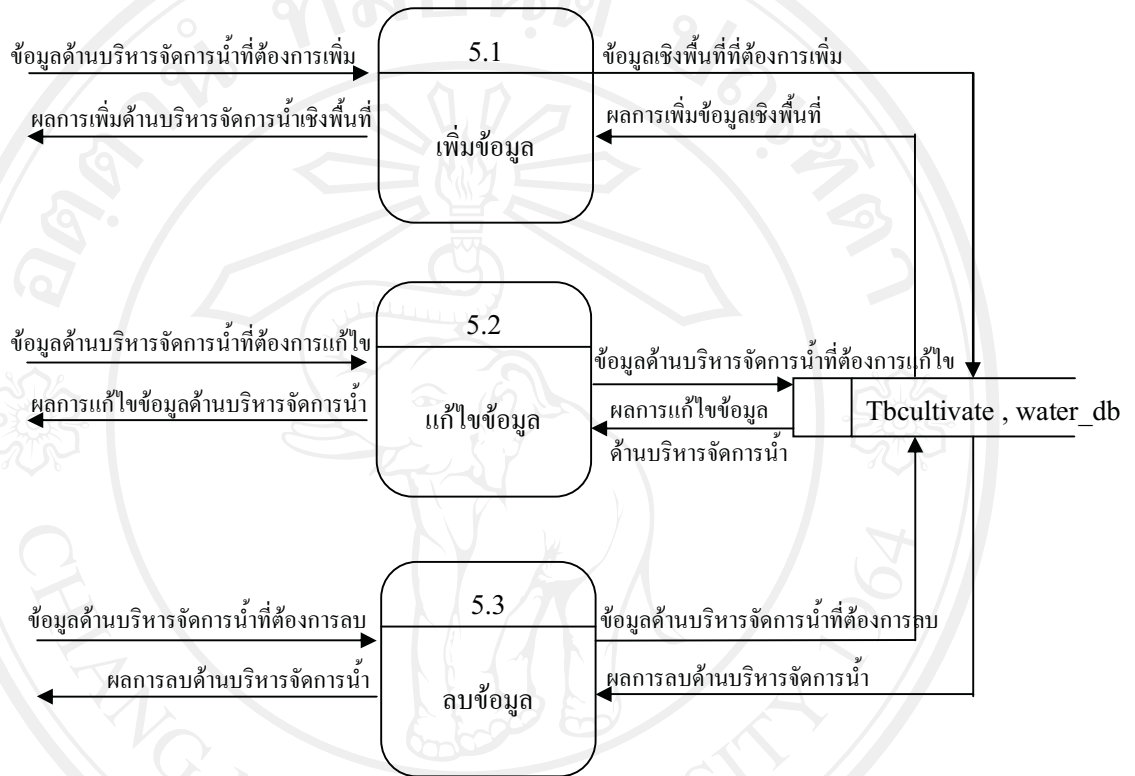 ข้อมูลด้านบริหารจัดการน้ำที่ต้องการเพิ่ม
5.1
ข้อมูลเชิงพื้นที่ที่ต้องการเพิ่ม
ผลการเพิ่มด้านบริหารจัดการน้ำเชิงพื้นที่
เพิ่มข้อมูล
ผลการเพิ่มข้อมูลเชิงพื้นที่
ข้อมูลด้านบริหารจัดการน้ำที่ต้องการแก้ไข
5.2
ข้อมูลด้านบริหารจัดการน้ำที่ต้องการแก้ไข
ผลการแก้ไขข้อมูลด้านบริหารจัดการน้ำ
แก้ไขข้อมูล
ผลการแก้ไขข้อมูล
ด้านบริหารจัดการน้ำ
Tbcultivate , water_db
ข้อมูลด้านบริหารจัดการน้ำที่ต้องการลบ
5.3
ข้อมูลด้านบริหารจัดการน้ำที่ต้องการลบ
ผลการลบด้านบริหารจัดการน้ำ
ลบข้อมูล
ผลการลบด้านบริหารจัดการน้ำ